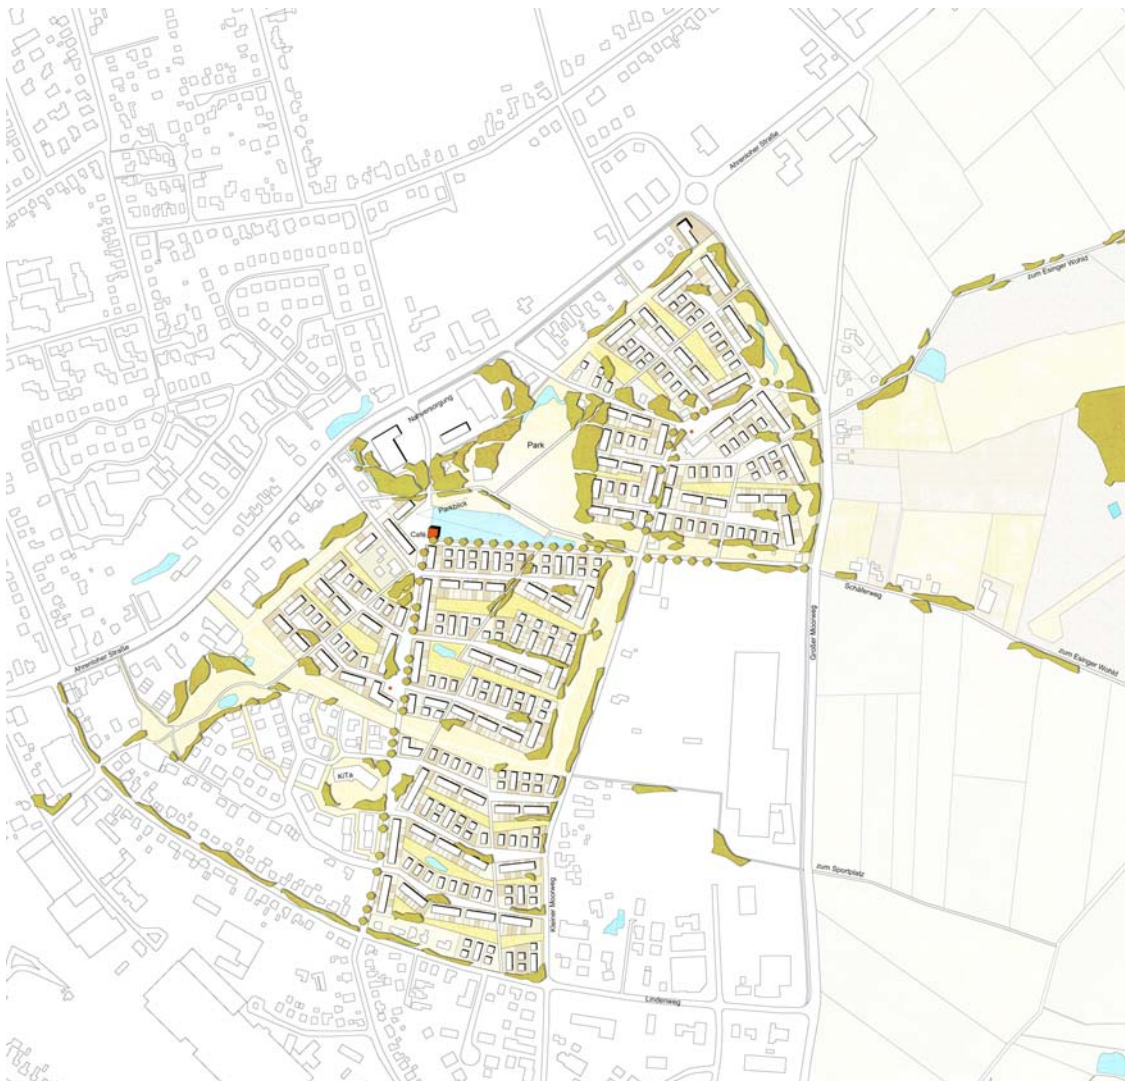 Ahrenloher Straße
zum Esinger Wohld
Nahversorgung
Park
Parkblick
Café
Schäferweg
Großer Moorweg
zum Esinger Wohld
Ahrenloher Straße
KiTa
zum Sportplatz
Kleiner Moorweg
Lindenweg